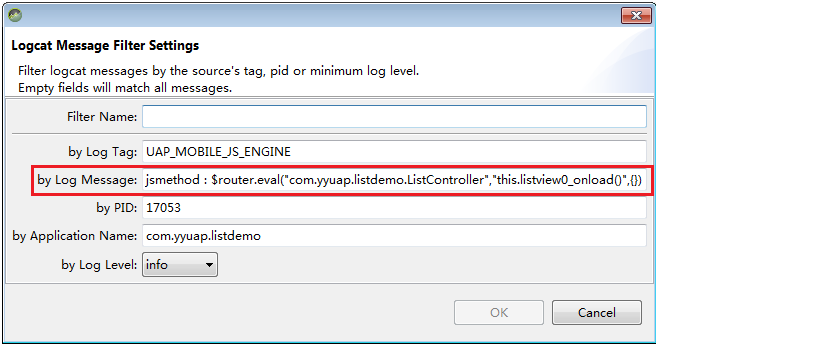 Logcat Message Filter Settings
Filter logcat messages by the source's tag, pid or minimum log level.
Empty fields will match all messages.
Filter Name:
by Log Tag: UAP_MOBILE_JS_ENGINE
by Log Message: jsmethod : $router.eval("com.yyuap.listdemo.ListController","this.listview0_onload()",{})
by PID: 17053
by Application Name: com.yyuap.listdemo
by Log Level: info
OK Cancel